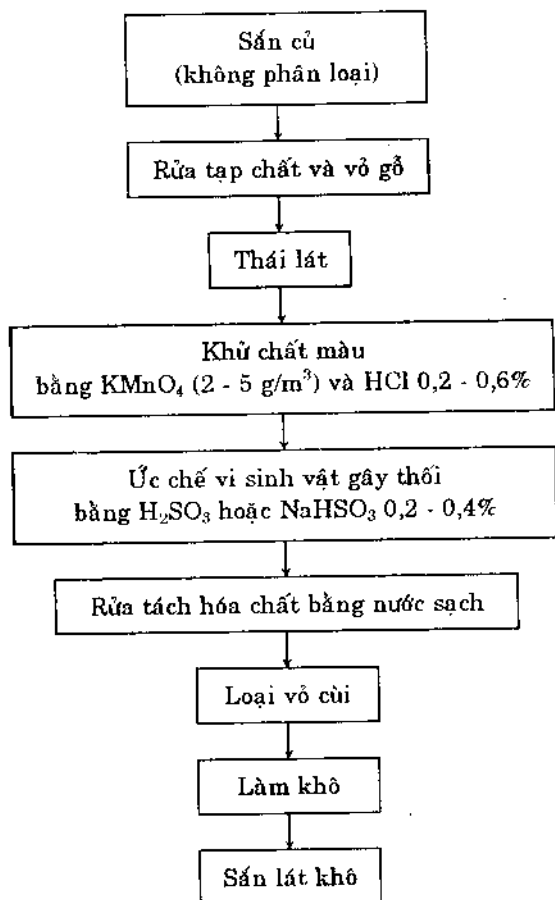 Sắn củ
(không phân loại)
Rửa tạp chất và vỏ gỗ
Thái lát
Khử chất màu
bằng KMnO₄ (2 - 5 g/m³) và HCl 0,2 - 0,6%
Ức chế vi sinh vật gây thối
bằng H₂SO₃ hoặc NaHSO₃ 0,2 - 0,4%
Rửa tách hóa chất bằng nước sạch
Loại vỏ cùi
Làm khô
Sắn lát khô